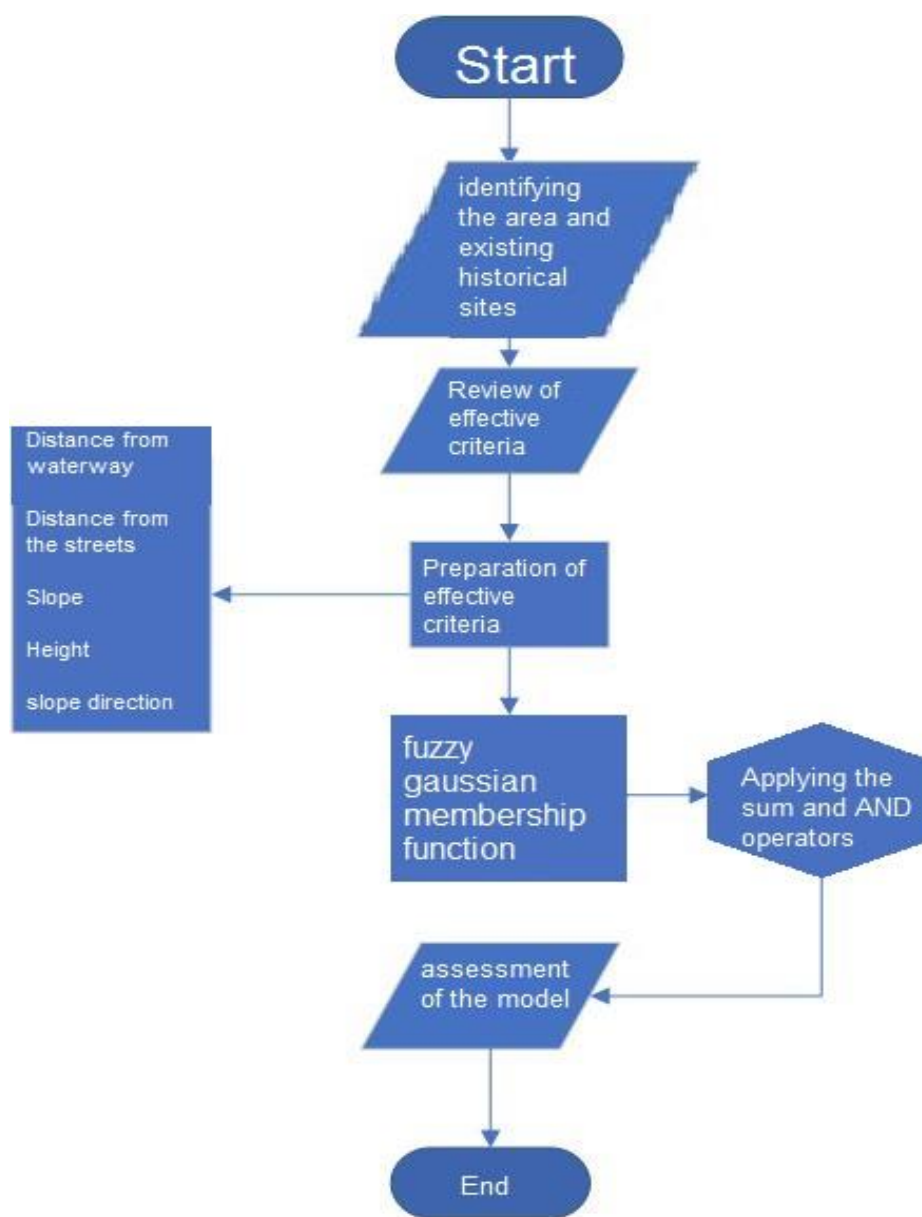 Start
identifying
the area and
existing
historical
sites
Review of
effective
criteria
Distance from
waterway
Distance from
the streets
Slope
Height
slope direction
Preparation of
effective
criteria
fuzzy
gaussian
membership
function
Applying the
sum and AND
operators
assessment
of the model
End